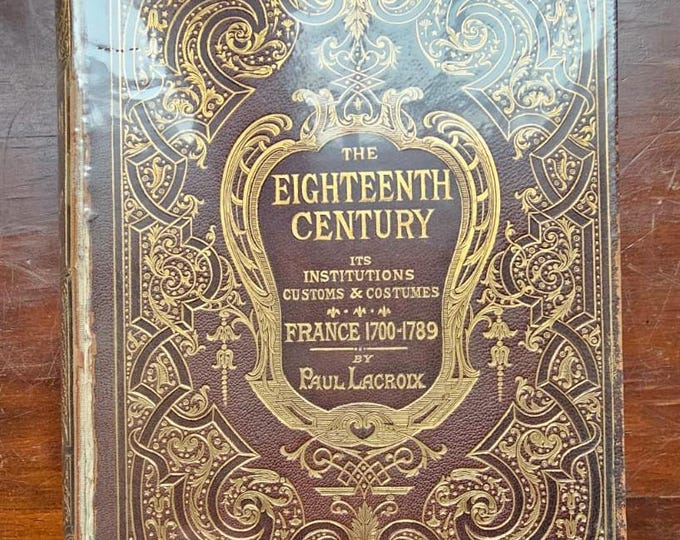 THE
EIGHTEENTH
CENTURY
ITS
INSTITUTIONS
CUSTOMS & COSTUMES
FRANCE 1700-1789
BY
PAUL LACROIX